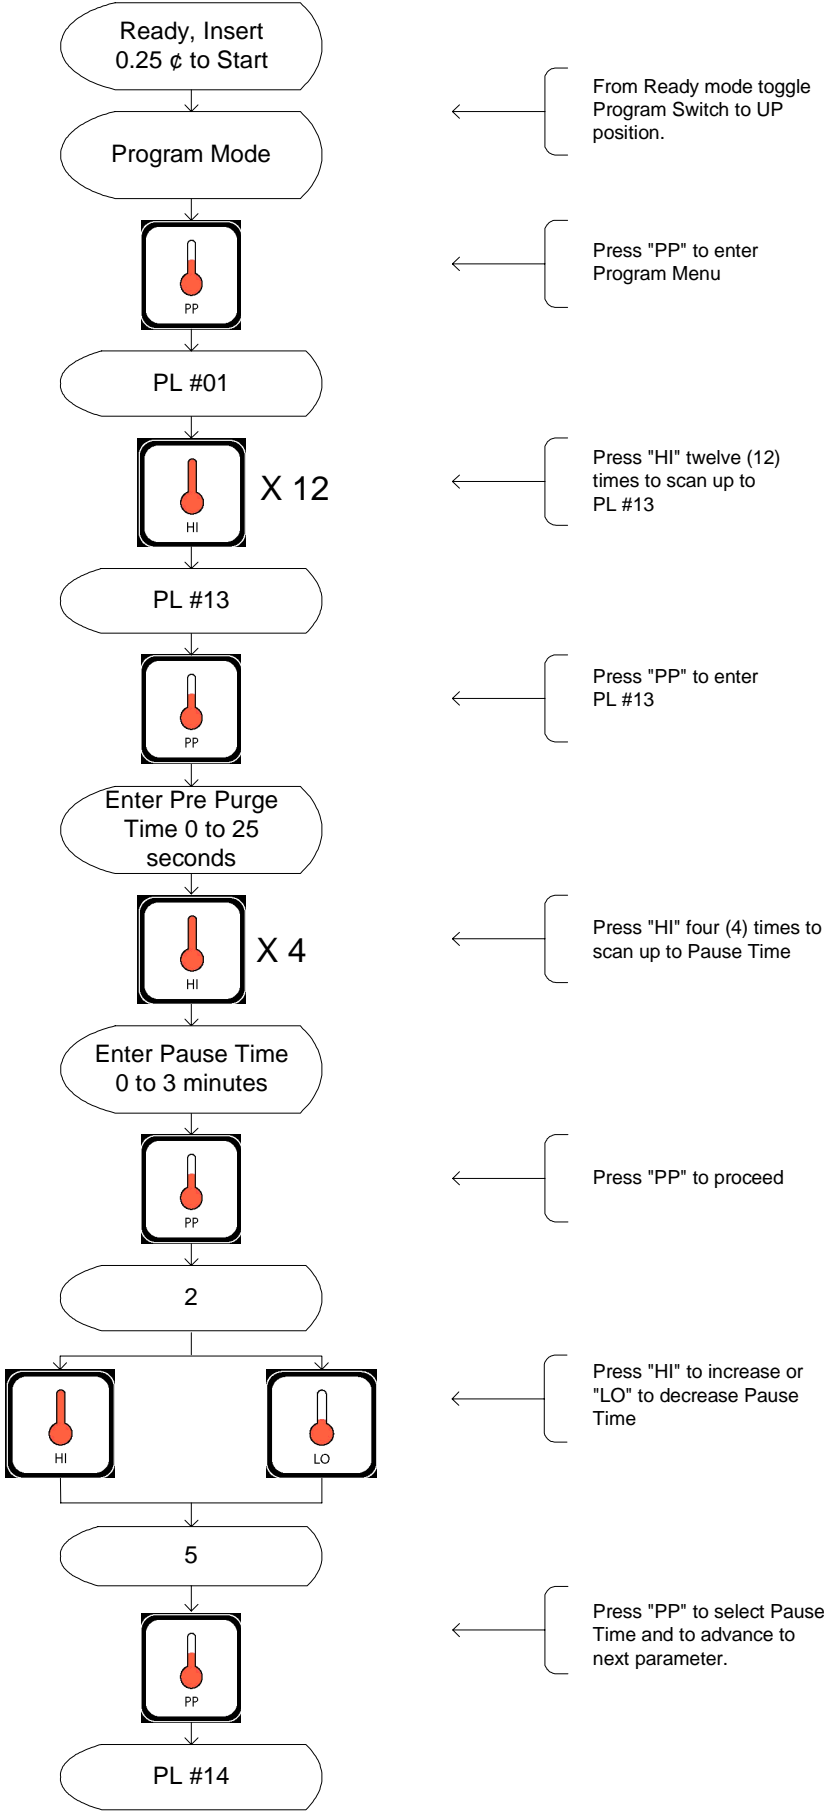 Ready, Insert
0.25 ¢ to Start
From Ready mode toggle
Program Switch to UP
position.
Program Mode
PP
Press "PP" to enter
Program Menu
PL #01
HI
X 12
Press "HI" twelve (12)
times to scan up to
PL #13
PL #13
PP
Press "PP" to enter
PL #13
Enter Pre Purge
Time 0 to 25
seconds
HI
X 4
Press "HI" four (4) times to
scan up to Pause Time
Enter Pause Time
0 to 3 minutes
PP
Press "PP" to proceed
2
HI
LO
Press "HI" to increase or
"LO" to decrease Pause
Time
5
PP
Press "PP" to select Pause
Time and to advance to
next parameter.
PL #14